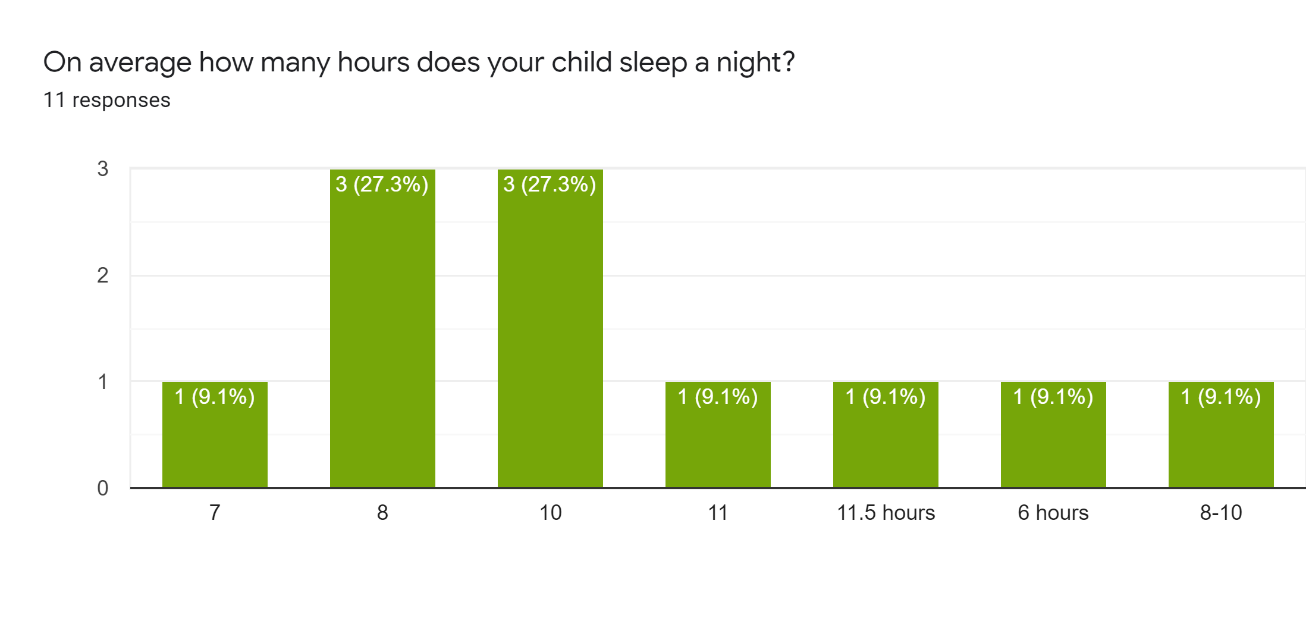 On average how many hours does your child sleep a night?
11 responses
3
3 (27.3%) 3 (27.3%)
2
1
1 (9.1%) 1 (9.1%) 1 (9.1%) 1 (9.1%) 1 (9.1%)
0
7 8 10 11 11.5 hours 6 hours 8-10